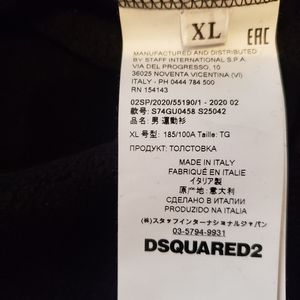 XL
EAC
MANUFACTURED AND DISTRIBUTED
BY STAFF INTERNATIONAL S.P.A.
VIA DEL PROGRESSO, 10
36025 NOVENTA VICENTINA (VI)
ITALY - PH 0444 784 500
RN 154143
02SP/2020/55190/1 - 2020 02
款号: S74GU0458 S25042
品名: 男 運動衫
XL 号型: 185/100A Taille: TG
ПРОДУКТ: ТОЛСТОВКА
MADE IN ITALY
FABRIQUÉ EN ITALIE
イタリア製
原产地: 意大利
СДЕЛАНО В ИТАЛИИ
PRODUZIDO NA ITALIA
(株)スタッフインターナショナルジャパン
03-5794-9931
DSQUARED2